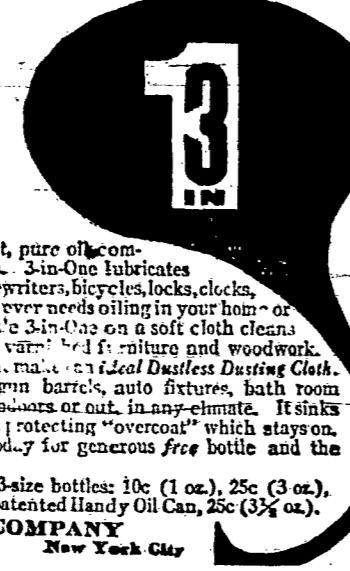 3
IN
t, pure oil com-
3-in-One lubricates
ewriters, bicycles, locks, clocks,
ever needs oiling in your home or
3-in-One on a soft cloth cleans
furniture and woodwork.
ideal Dustless Dusting Cloth.
gun barrels, auto fixtures, bath room
ndoors or out, in any climate. It sinks
protecting "overcoat" which stays on.
oday for generous free bottle and the
3-size bottles: 10c (1 oz.), 25c (3 oz.),
atented Handy Oil Can, 25c (3½ oz.).
COMPANY
New York City